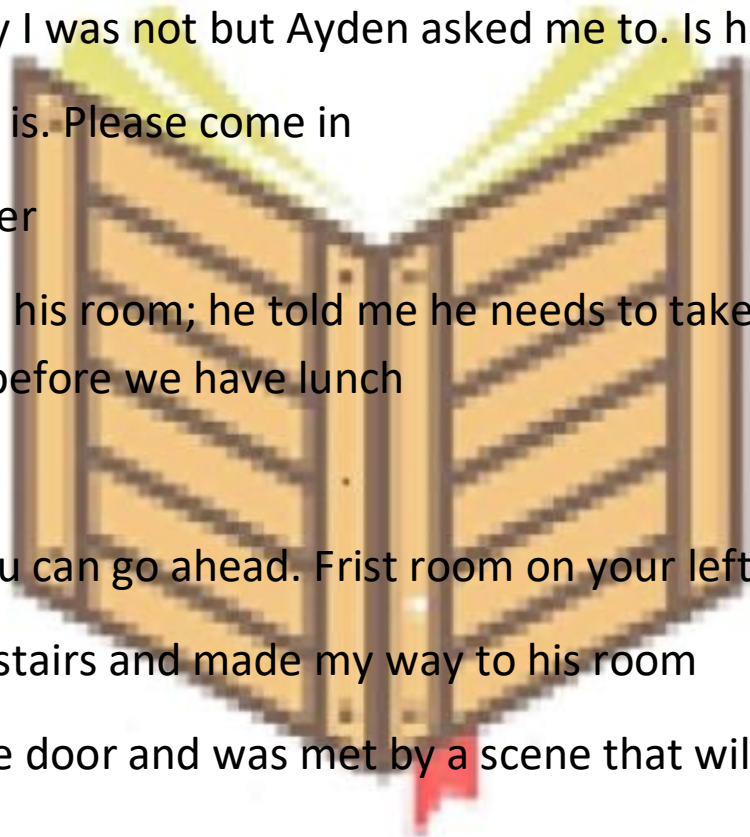 y I was not but Ayden asked me to. Is h
is. Please come in
er
his room; he told me he needs to take
before we have lunch
u can go ahead. Frist room on your left
stairs and made my way to his room
e door and was met by a scene that wil